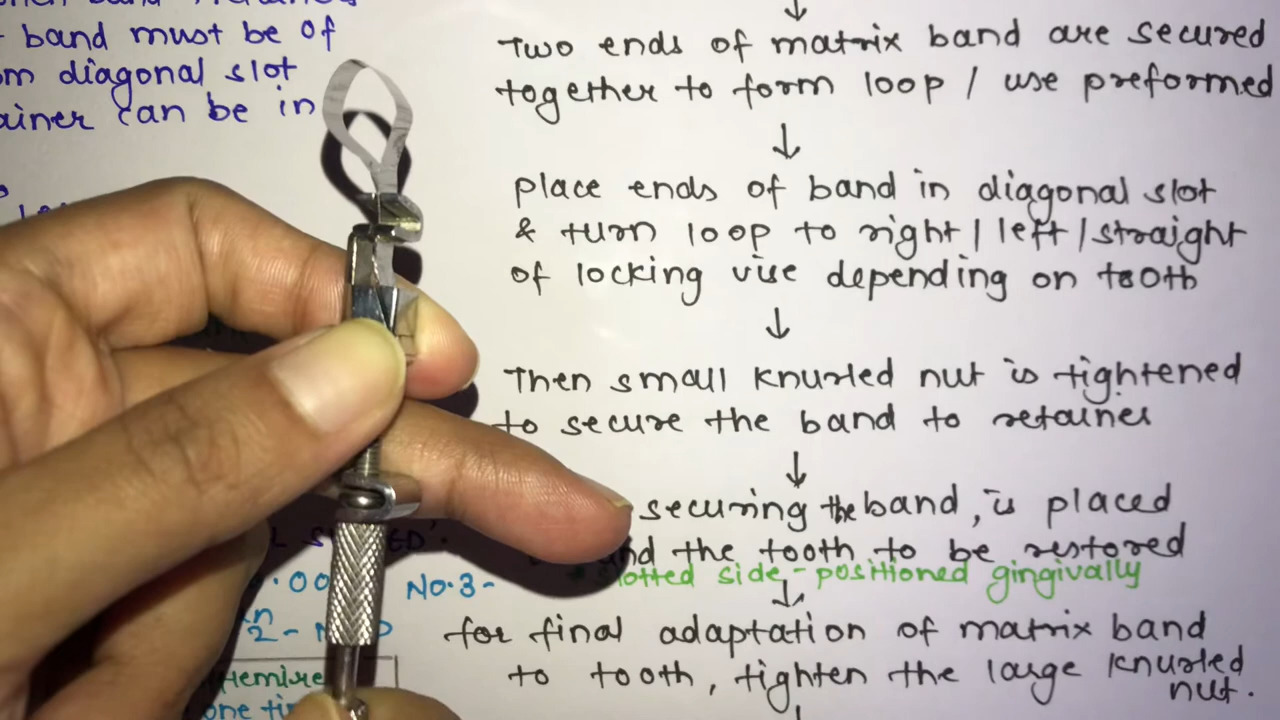 band must be of
diagonal slot
can be in
Two ends of matrix band are secured
together to form loop / use preformed
↓
place ends of band in diagonal slot
& turn loop to right / left / straight
of locking vise depending on tooth
↓
Then small knurled nut is tightened
to secure the band to retainer
↓
securing the band, is placed
the tooth to be restored
side - positioned gingivally
↓
for final adaptation of matrix band
to tooth, tighten the large knurled
nut.
No.3-